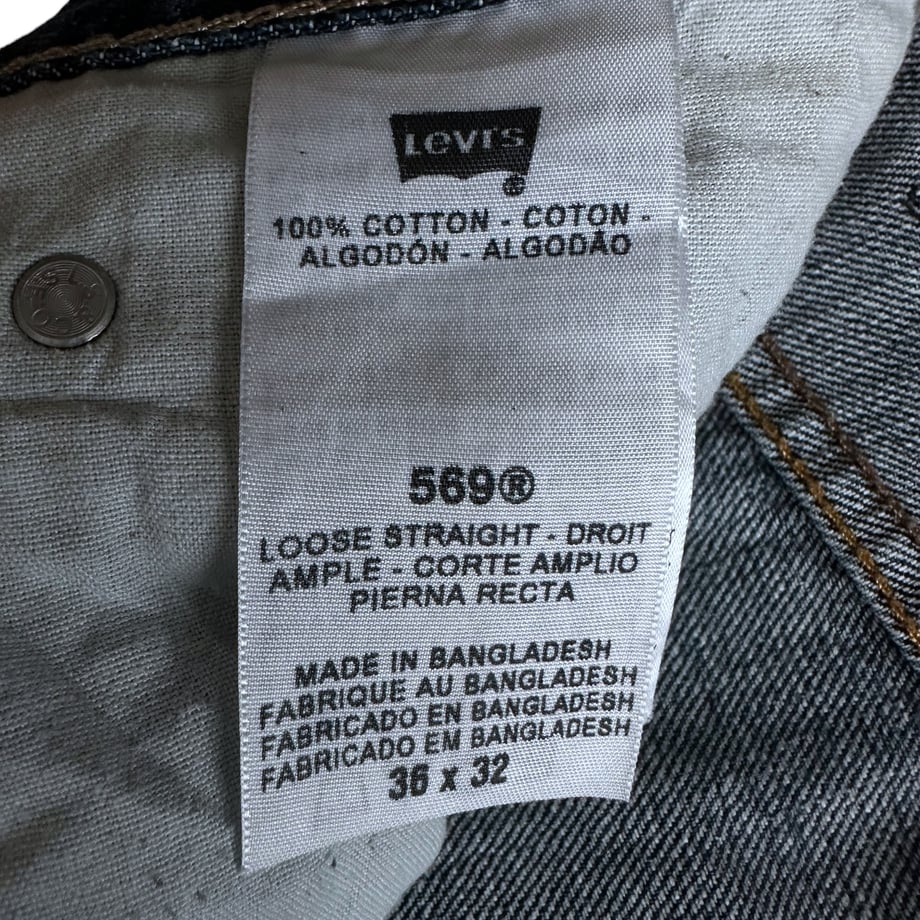 Levi's
®
100% COTTON - COTON -
ALGODÓN - ALGODÃO
569®
LOOSE STRAIGHT - DROIT
AMPLE - CORTE AMPLIO
PIERNA RECTA
MADE IN BANGLADESH
FABRIQUE AU BANGLADESH
FABRICADO EN BANGLADESH
FABRICADO EM BANGLADESH
36 x 32